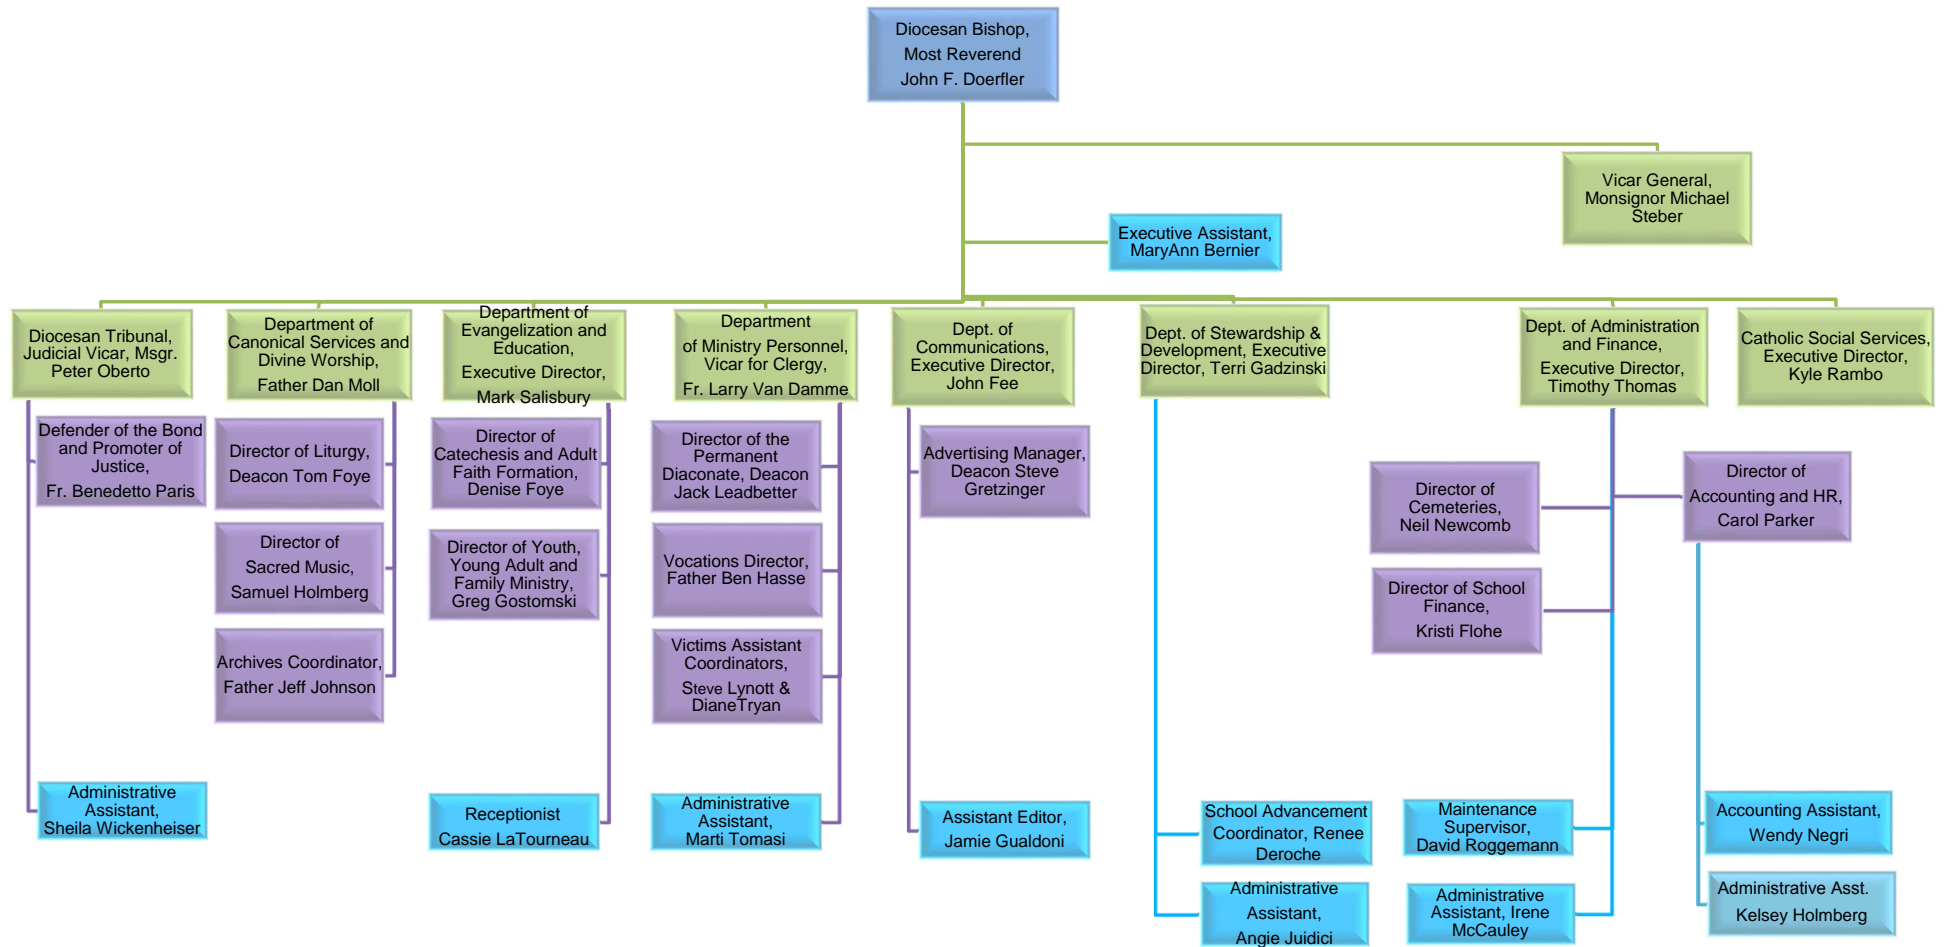 Diocesan Bishop,
Most Reverend
John F. Doerfler
Vicar General,
Monsignor Michael
Steber
Executive Assistant,
MaryAnn Bernier
Diocesan Tribunal,
Judicial Vicar, Msgr.
Peter Oberto
Department of
Canonical Services and
Divine Worship,
Father Dan Moll
Department of
Evangelization and
Education,
Executive Director,
Mark Salisbury
Department
of Ministry Personnel,
Vicar for Clergy,
Fr. Larry Van Damme
Dept. of
Communications,
Executive Director,
John Fee
Dept. of Stewardship &
Development, Executive
Director, Terri Gadzinski
Dept. of Administration
and Finance,
Executive Director,
Timothy Thomas
Catholic Social Services,
Executive Director,
Kyle Rambo
Defender of the Bond
and Promoter of
Justice,
Fr. Benedetto Paris
Director of Liturgy,
Deacon Tom Foye
Director of
Catechesis and Adult
Faith Formation,
Denise Foye
Director of the
Permanent
Diaconate, Deacon
Jack Leadbetter
Advertising Manager,
Deacon Steve
Gretzinger
Director of
Cemeteries,
Neil Newcomb
Director of
Accounting and HR,
Carol Parker
Director of
Sacred Music,
Samuel Holmberg
Director of Youth,
Young Adult and
Family Ministry,
Greg Gostomski
Vocations Director,
Father Ben Hasse
Director of School
Finance,
Kristi Flohe
Archives Coordinator,
Father Jeff Johnson
Victims Assistant
Coordinators,
Steve Lynott &
DianeTryan
Administrative
Assistant,
Sheila Wickenheiser
Receptionist
Cassie LaTourneau
Administrative
Assistant,
Marti Tomasi
Assistant Editor,
Jamie Gualdoni
School Advancement
Coordinator, Renee
Deroche
Maintenance
Supervisor,
David Roggemann
Accounting Assistant,
Wendy Negri
Administrative
Assistant,
Angie Juidici
Administrative
Assistant, Irene
McCauley
Administrative Asst.
Kelsey Holmberg